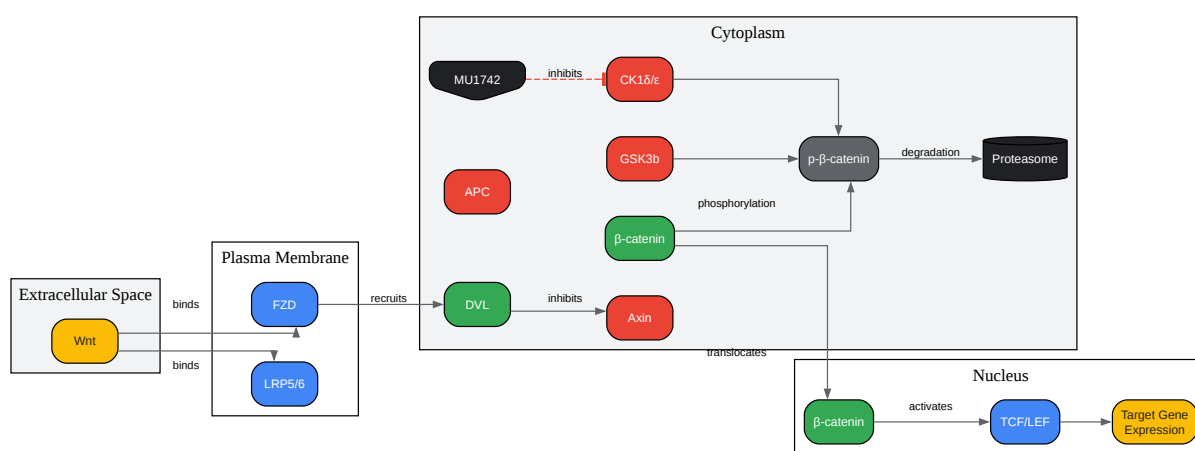 Cytoplasm
MU1742
inhibits
CK1δ/ε
GSK3b
p-β-catenin
degradation
Proteasome
APC
phosphorylation
β-catenin
Plasma Membrane
Extracellular Space
binds
FZD
recruits
DVL
inhibits
Axin
Wnt
binds
LRP5/6
translocates
Nucleus
β-catenin
activates
TCF/LEF
Target Gene
Expression